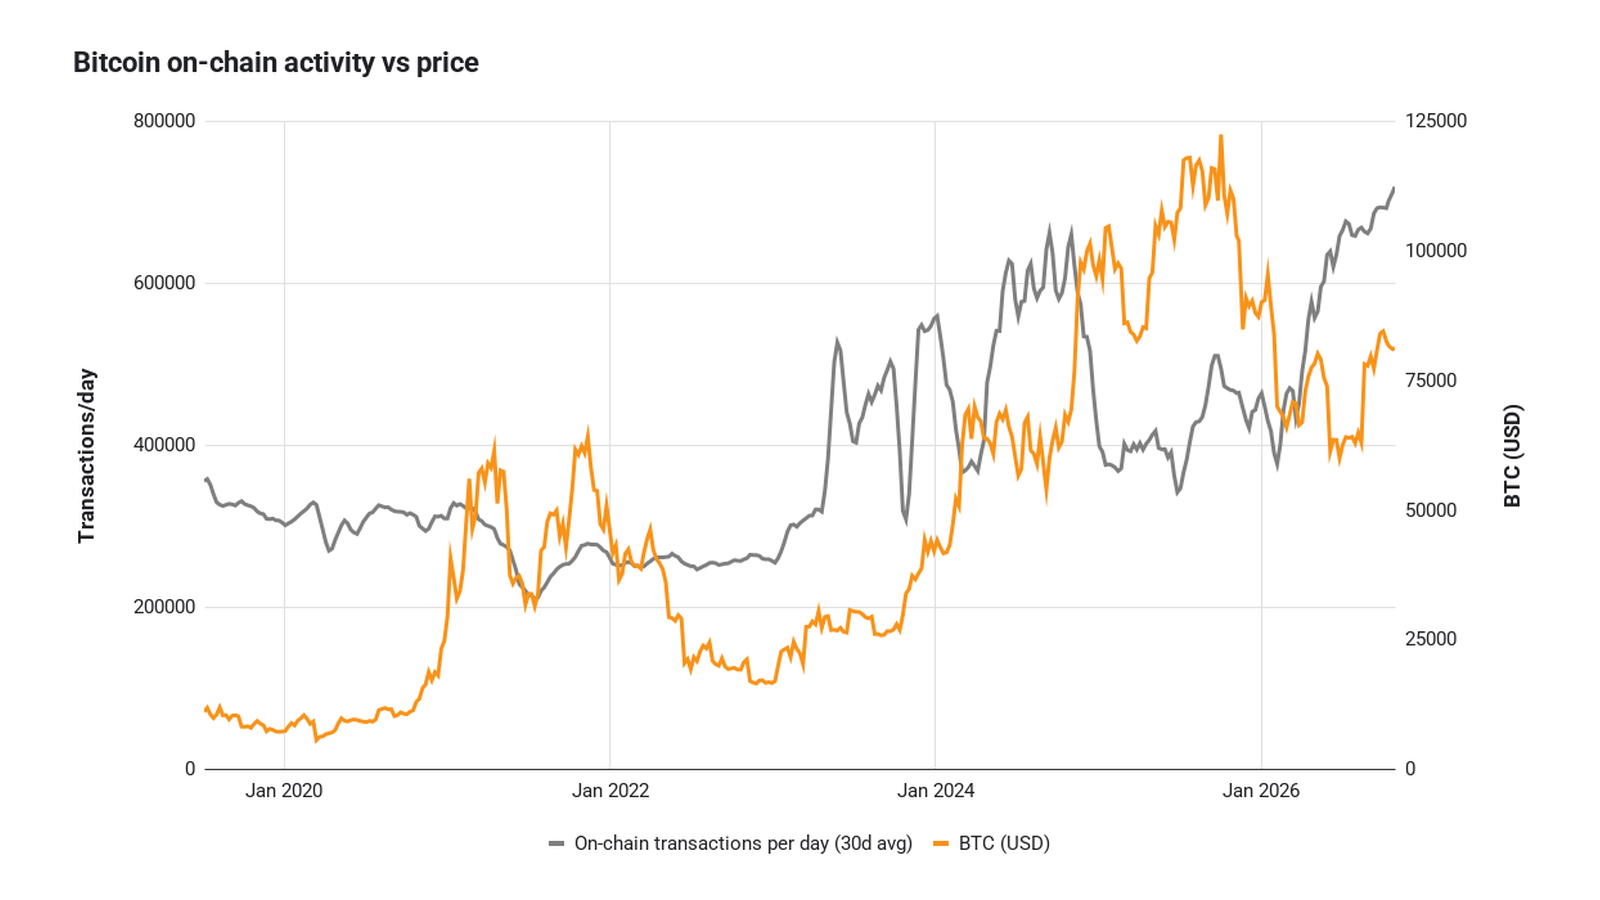 Bitcoin on-chain activity vs price
800000
600000
400000
200000
0
Transactions/day
125000
100000
75000
50000
25000
0
BTC (USD)
Jan 2020
Jan 2022
Jan 2024
Jan 2026
On-chain transactions per day (30d avg)
BTC (USD)